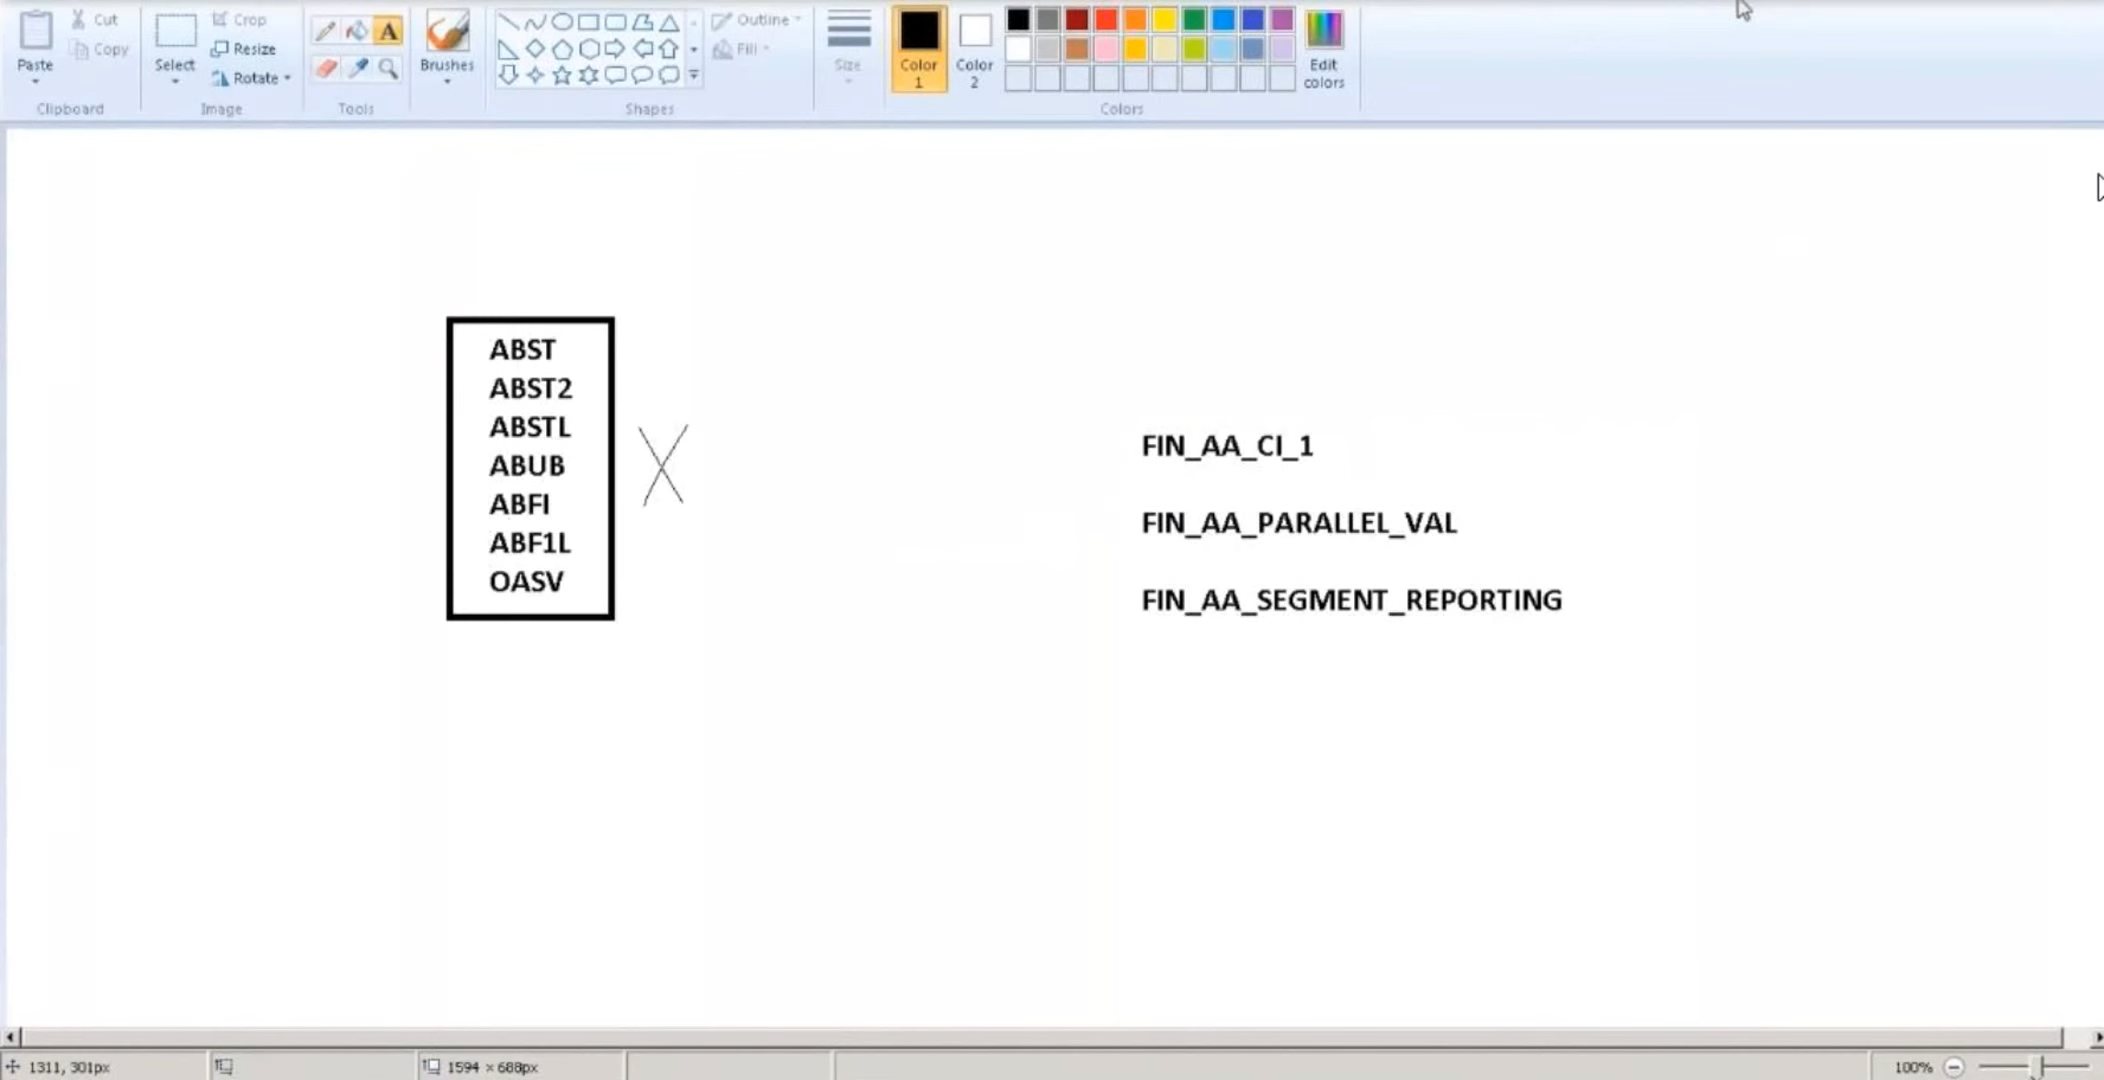 Paste
Cut
Copy
Clipboard
Select
Crop
Resize
Rotate
Image
A
Tools
Brushes
Shapes
Outline
Fill
Size
Color 1
Color 2
Edit colors
Colors
ABST
ABST2
ABSTL
ABUB
ABFI
ABF1L
OASV
FIN_AA_CI_1
FIN_AA_PARALLEL_VAL
FIN_AA_SEGMENT_REPORTING
1311, 301px
1594 × 688px
100%